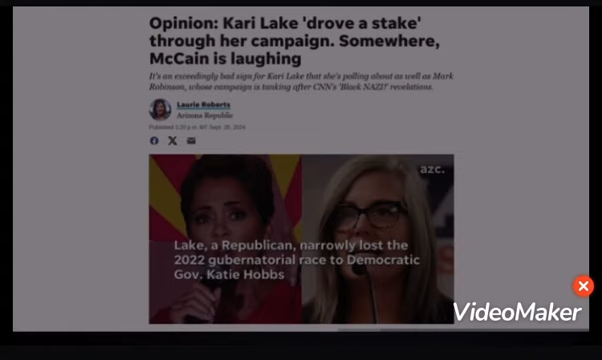 Opinion: Kari Lake 'drove a stake'
through her campaign. Somewhere,
McCain is laughing
It's an exceedingly bad sign for Kari Lake that she's polling about as well as Mark
Robinson, whose campaign is tanking after CNN's 'Black NAZI!' revelations.
Laurie Roberts
Arizona Republic
azc.
Lake, a Republican, narrowly lost the
2022 gubernatorial race to Democratic
Gov. Katie Hobbs
VideoMaker